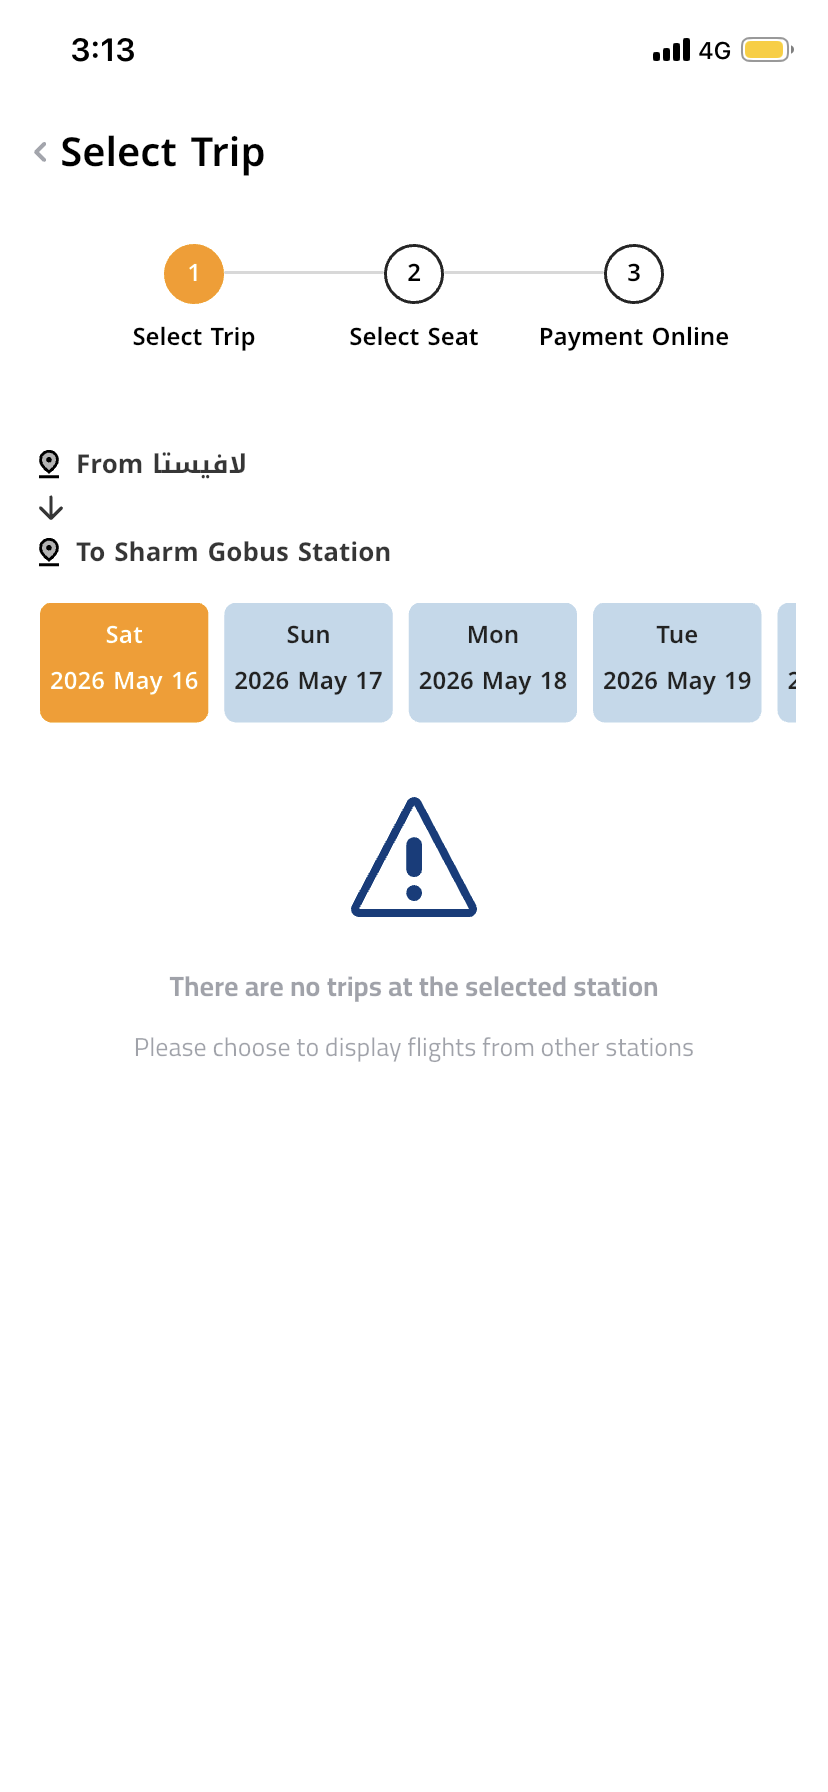 3:13
4G
Select Trip
1
2
3
Select Trip
Select Seat
Payment Online
From لافيستا
To Sharm Gobus Station
Sat
2026 May 16
Sun
2026 May 17
Mon
2026 May 18
Tue
2026 May 19
There are no trips at the selected station
Please choose to display flights from other stations